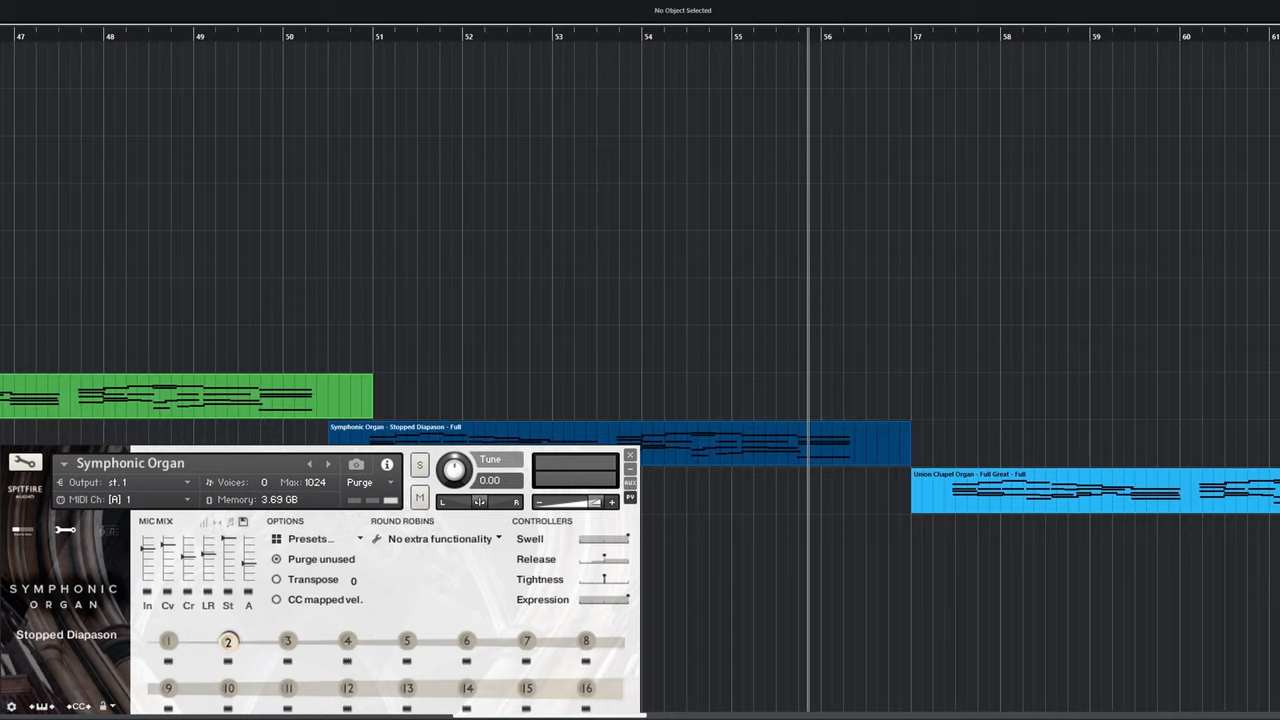 No Object Selected
47 48 49 50 51 52 53 54 55 56 57 58 59 60 61
Symphonic Organ - Stopped Diapason - Full
Union Chapel Organ - Full Great - Full
Symphonic Organ
S
Tune
Output: st.1
Voices: 0 Max: 1024
Purge
0.00
aux
MIDI Ch: [A] 1
Memory: 3.69 GB
M
L R
PV
SPITFIRE
AUDIO
MIC MIX
OPTIONS
ROUND ROBINS
CONTROLLERS
Presets...
No extra functionality
Swell
Purge unused
Release
Transpose 0
Tightness
CC mapped vel.
Expression
In Cv Cr LR St A
SYMPHONIC
ORGAN
Stopped Diapason
1 2 3 4 5 6 7 8
9 10 11 12 13 14 15 16
CC